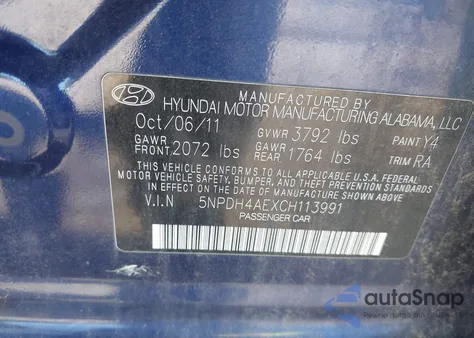 MANUFACTURED BY
HYUNDAI MOTOR MANUFACTURING ALABAMA, LLC
Oct/06/11 GVWR 3792 lbs PAINT Y4
GAWR FRONT 2072 lbs GAWR REAR 1764 lbs TRIM RA
THIS VEHICLE CONFORMS TO ALL APPLICABLE U.S.A FEDERAL
MOTOR VEHICLE SAFETY, BUMPER, AND THEFT PREVENTION STANDARDS
IN EFFECT ON THE DATE OF MANUFACTURE SHOWN ABOVE.
V.I.N 5NPDH4AEXCH113991
PASSENGER CAR
autoSnap